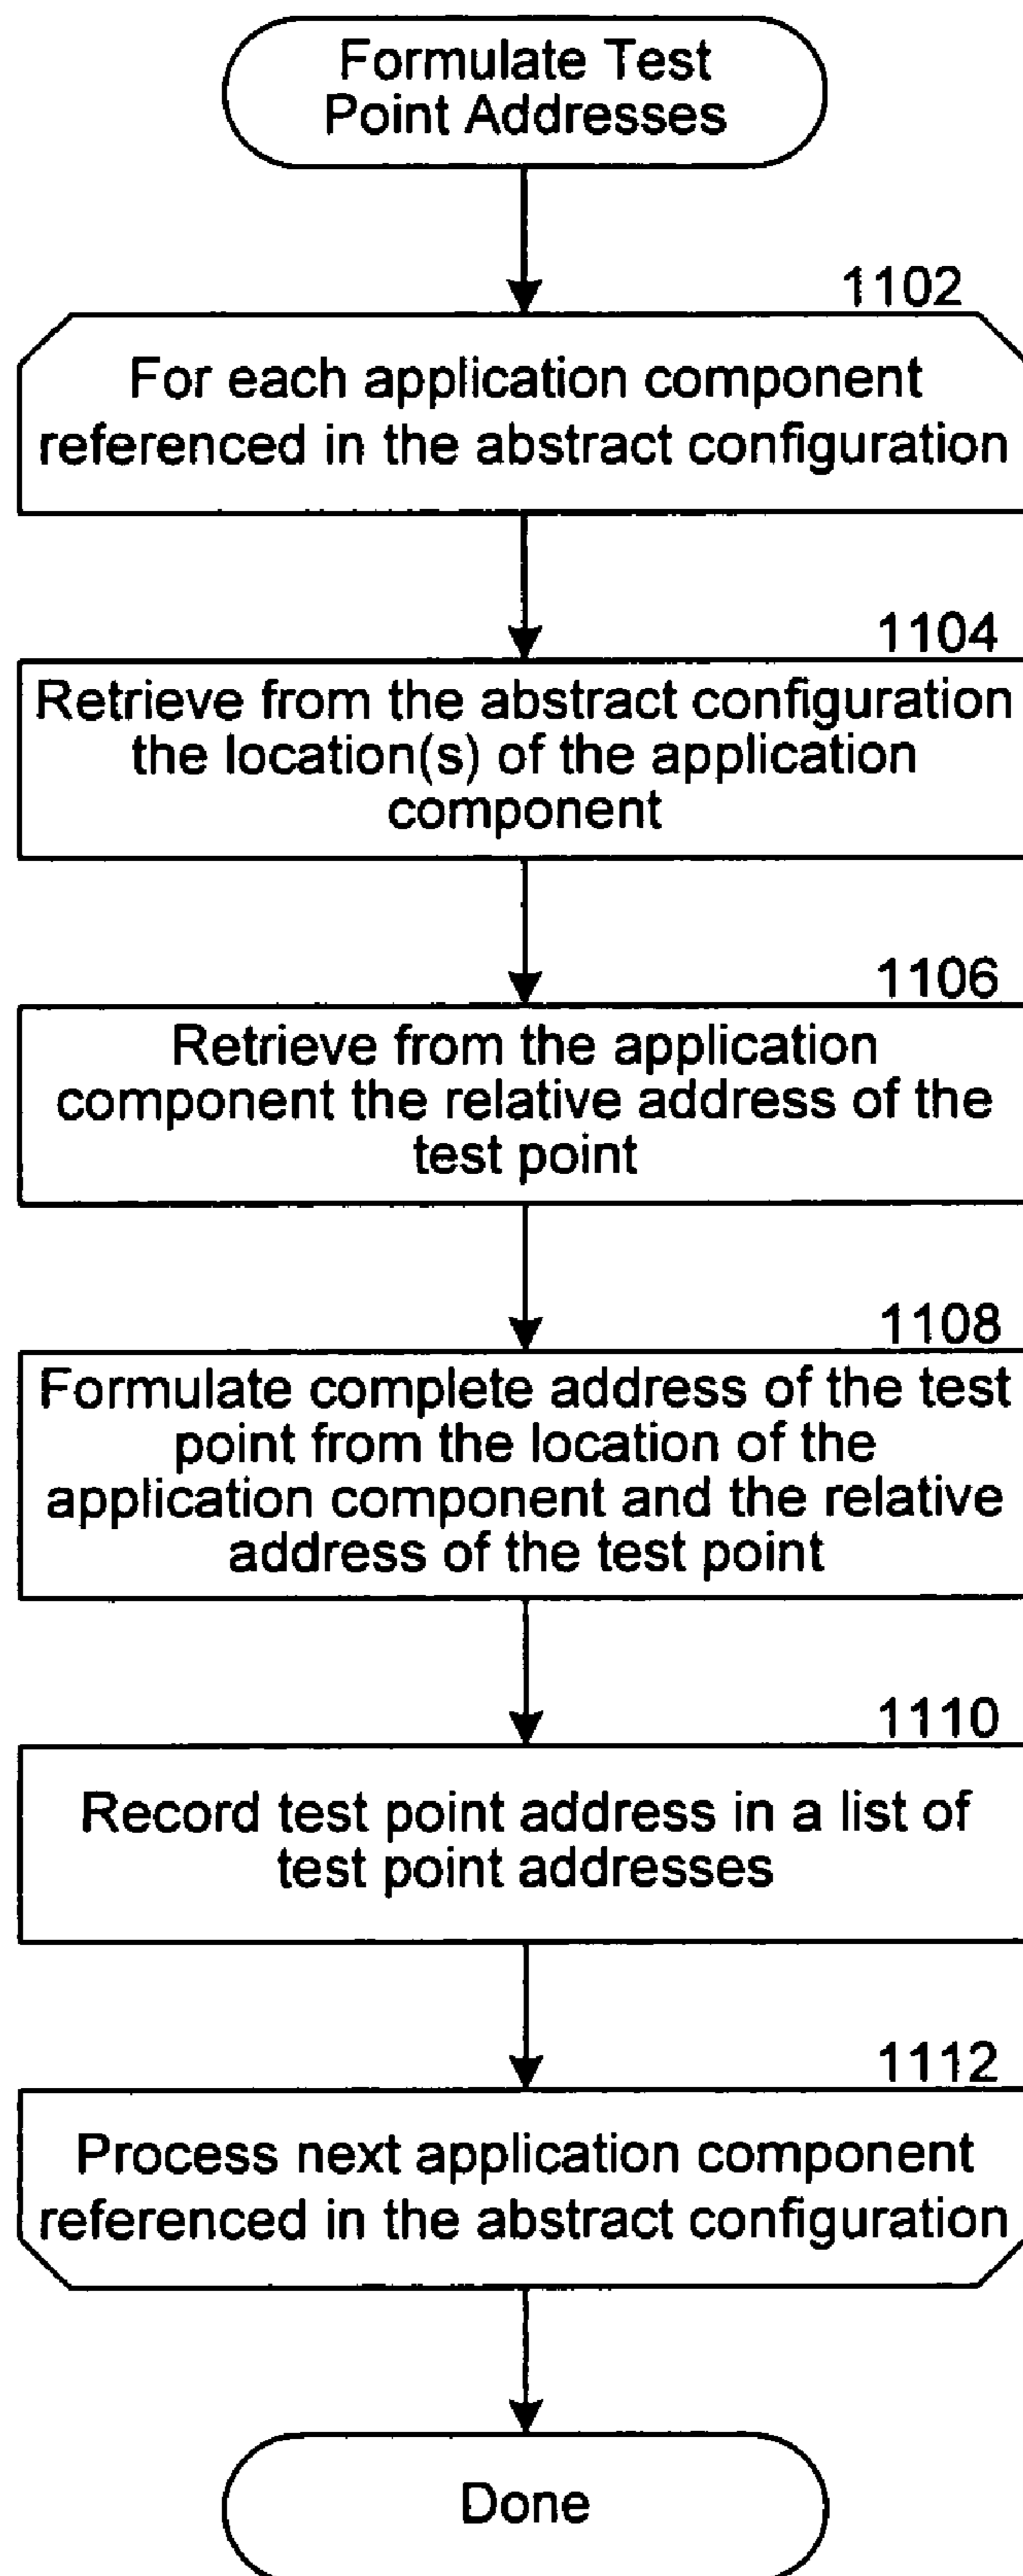 Formulate Test
Point Addresses
1102
For each application component
referenced in the abstract configuration
1104
Retrieve from the abstract configuration
the location(s) of the application
component
1106
Retrieve from the application
component the relative address of the
test point
1108
Formulate complete address of the test
point from the location of the
application component and the relative
address of the test point
1110
Record test point address in a list of
test point addresses
1112
Process next application component
referenced in the abstract configuration
Done